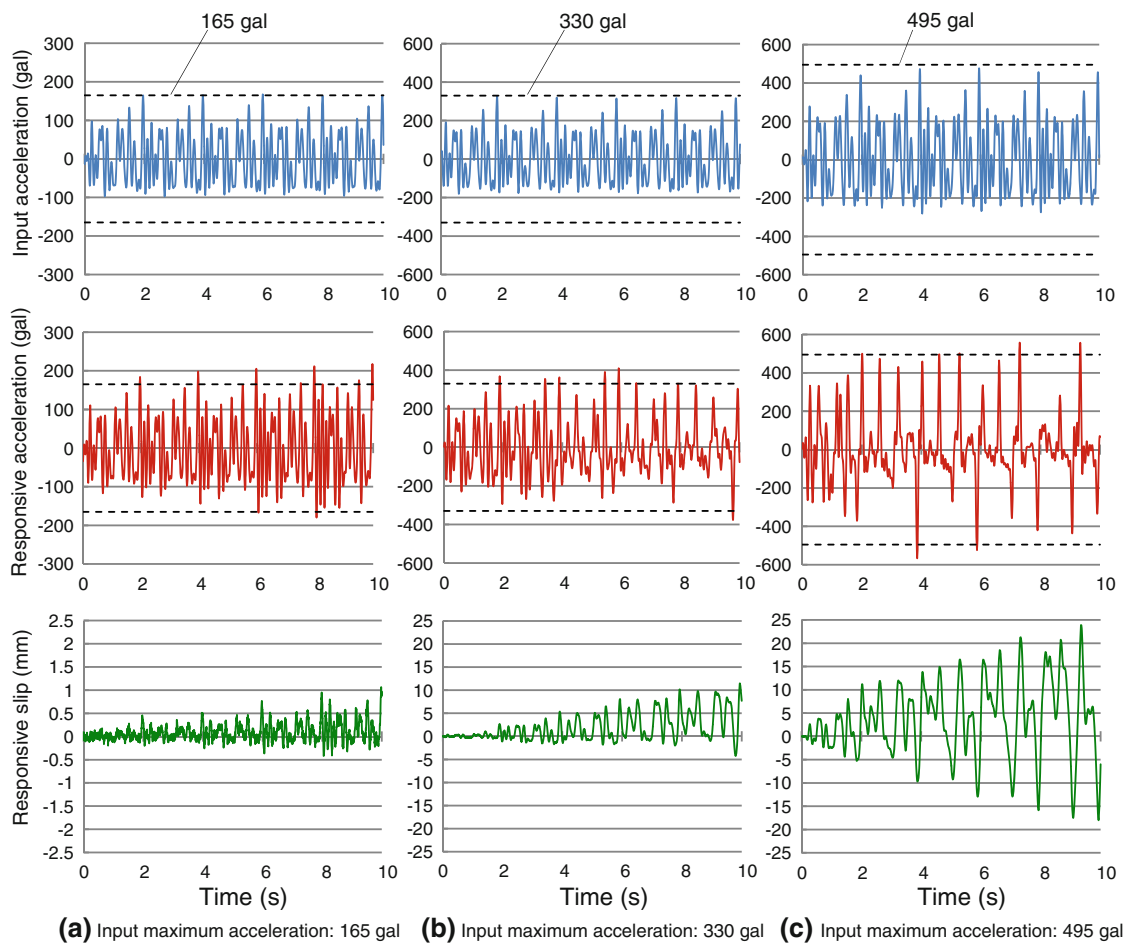 165 gal 330 gal 495 gal
Input acceleration (gal)
300 200 100 0 -100 -200 -300
0 2 4 6 8 10
600 400 200 0 -200 -400 -600
0 2 4 6 8 10
600 400 200 0 -200 -400 -600
0 2 4 6 8 10
Responsive acceleration (gal)
300 200 100 0 -100 -200 -300
0 2 4 6 8 10
600 400 200 0 -200 -400 -600
0 2 4 6 8 10
600 400 200 0 -200 -400 -600
0 2 4 6 8 10
Responsive slip (mm)
2.5 2 1.5 1 0.5 0 -0.5 -1 -1.5 -2 -2.5
0 2 4 6 8 10
Time (s)
25 20 15 10 5 0 -5 -10 -15 -20 -25
0 2 4 6 8 10
Time (s)
25 20 15 10 5 0 -5 -10 -15 -20 -25
0 2 4 6 8 10
Time (s)
(a) Input maximum acceleration: 165 gal
(b) Input maximum acceleration: 330 gal
(c) Input maximum acceleration: 495 gal